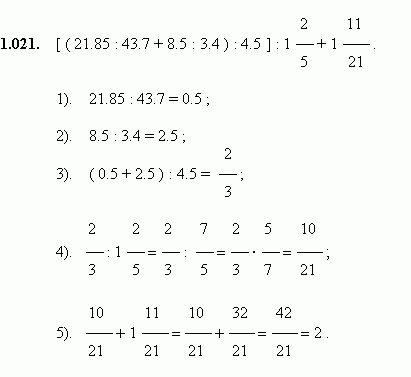 1.021. [ ( 21.85 : 43.7 + 8.5 : 3.4 ) : 4.5 ] : 1 2/5 + 1 11/21 .
1). 21.85 : 43.7 = 0.5 ;
2). 8.5 : 3.4 = 2.5 ;
3). ( 0.5 + 2.5 ) : 4.5 = 2/3 ;
4). 2/3 : 1 2/5 = 2/3 : 7/5 = 2/3 · 5/7 = 10/21 ;
5). 10/21 + 1 11/21 = 10/21 + 32/21 = 42/21 = 2 .